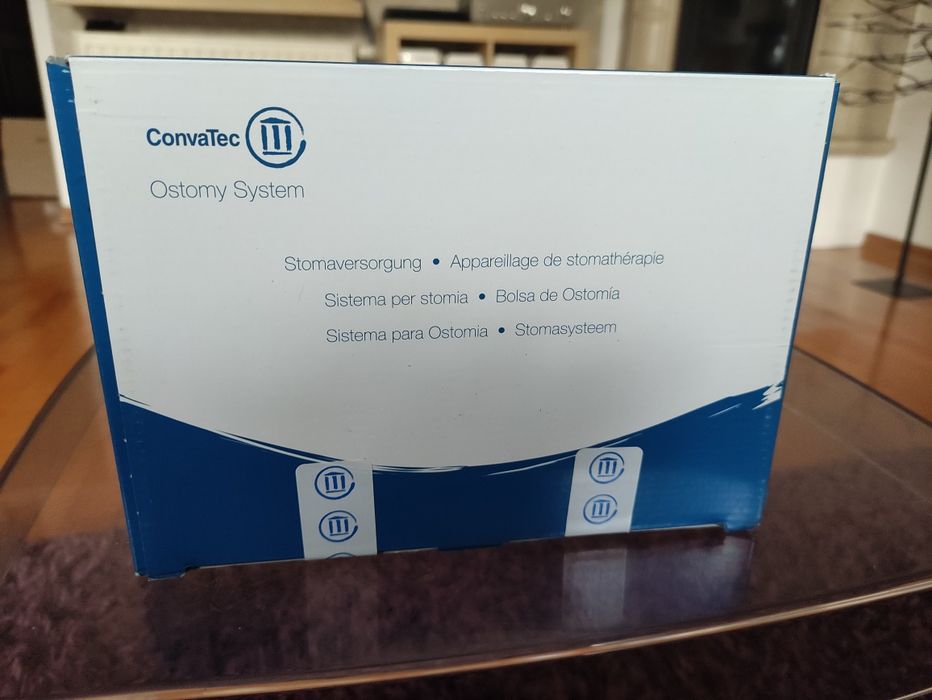 ConvaTec
Ostomy System
Stomaversorgung • Appareillage de stomathérapie
Sistema per stomia • Bolsa de Ostomía
Sistema para Ostomia • Stomasysteem